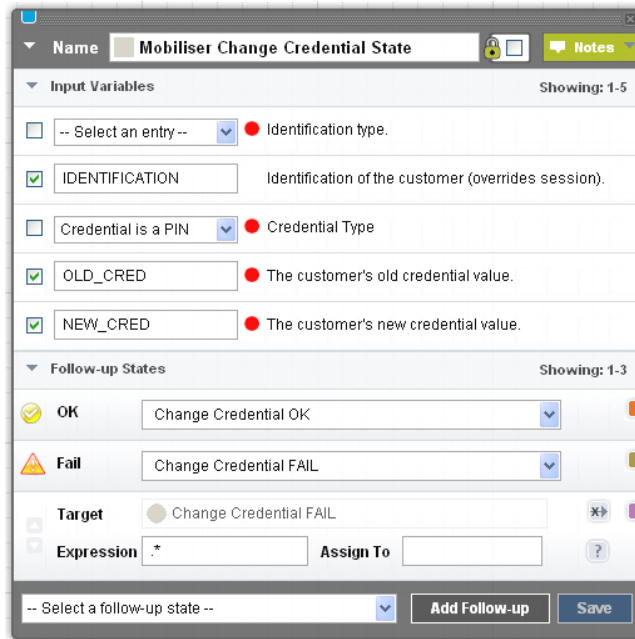 Name Mobiliser Change Credential State Notes
Input Variables Showing: 1-5
-- Select an entry -- Identification type.
IDENTIFICATION Identification of the customer (overrides session).
Credential is a PIN Credential Type
OLD_CRED The customer's old credential value.
NEW_CRED The customer's new credential value.
Follow-up States Showing: 1-3
OK Change Credential OK
Fail Change Credential FAIL
Target Change Credential FAIL
Expression .* Assign To ?
-- Select a follow-up state -- Add Follow-up Save